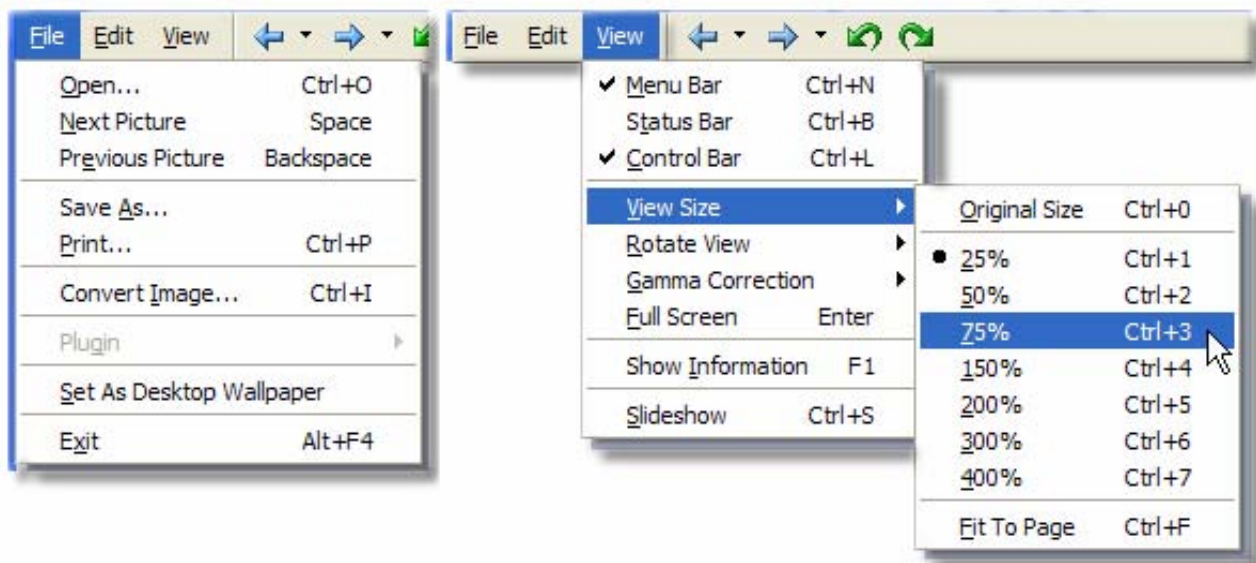 File Edit View
Open... Ctrl+O
Next Picture Space
Previous Picture Backspace
Save As...
Print... Ctrl+P
Convert Image... Ctrl+I
Plugin
Set As Desktop Wallpaper
Exit Alt+F4
File Edit View
Menu Bar Ctrl+N
Status Bar Ctrl+B
Control Bar Ctrl+L
View Size
Rotate View
Gamma Correction
Full Screen Enter
Show Information F1
Slideshow Ctrl+S
Original Size Ctrl+0
25% Ctrl+1
50% Ctrl+2
75% Ctrl+3
150% Ctrl+4
200% Ctrl+5
300% Ctrl+6
400% Ctrl+7
Fit To Page Ctrl+F